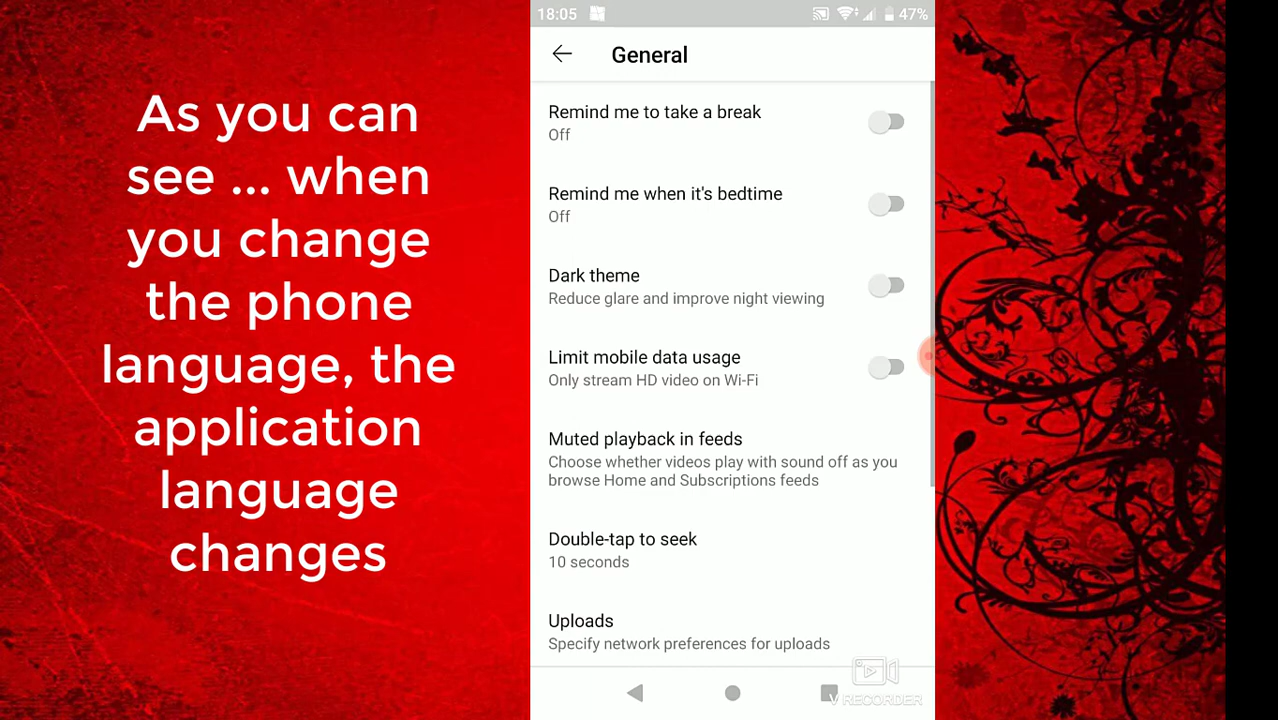 As you can
see ... when
you change
the phone
language, the
application
language
changes
18:05
47%
General
Remind me to take a break
Off
Remind me when it's bedtime
Off
Dark theme
Reduce glare and improve night viewing
Limit mobile data usage
Only stream HD video on Wi-Fi
Muted playback in feeds
Choose whether videos play with sound off as you
browse Home and Subscriptions feeds
Double-tap to seek
10 seconds
Uploads
Specify network preferences for uploads
V RECORDER